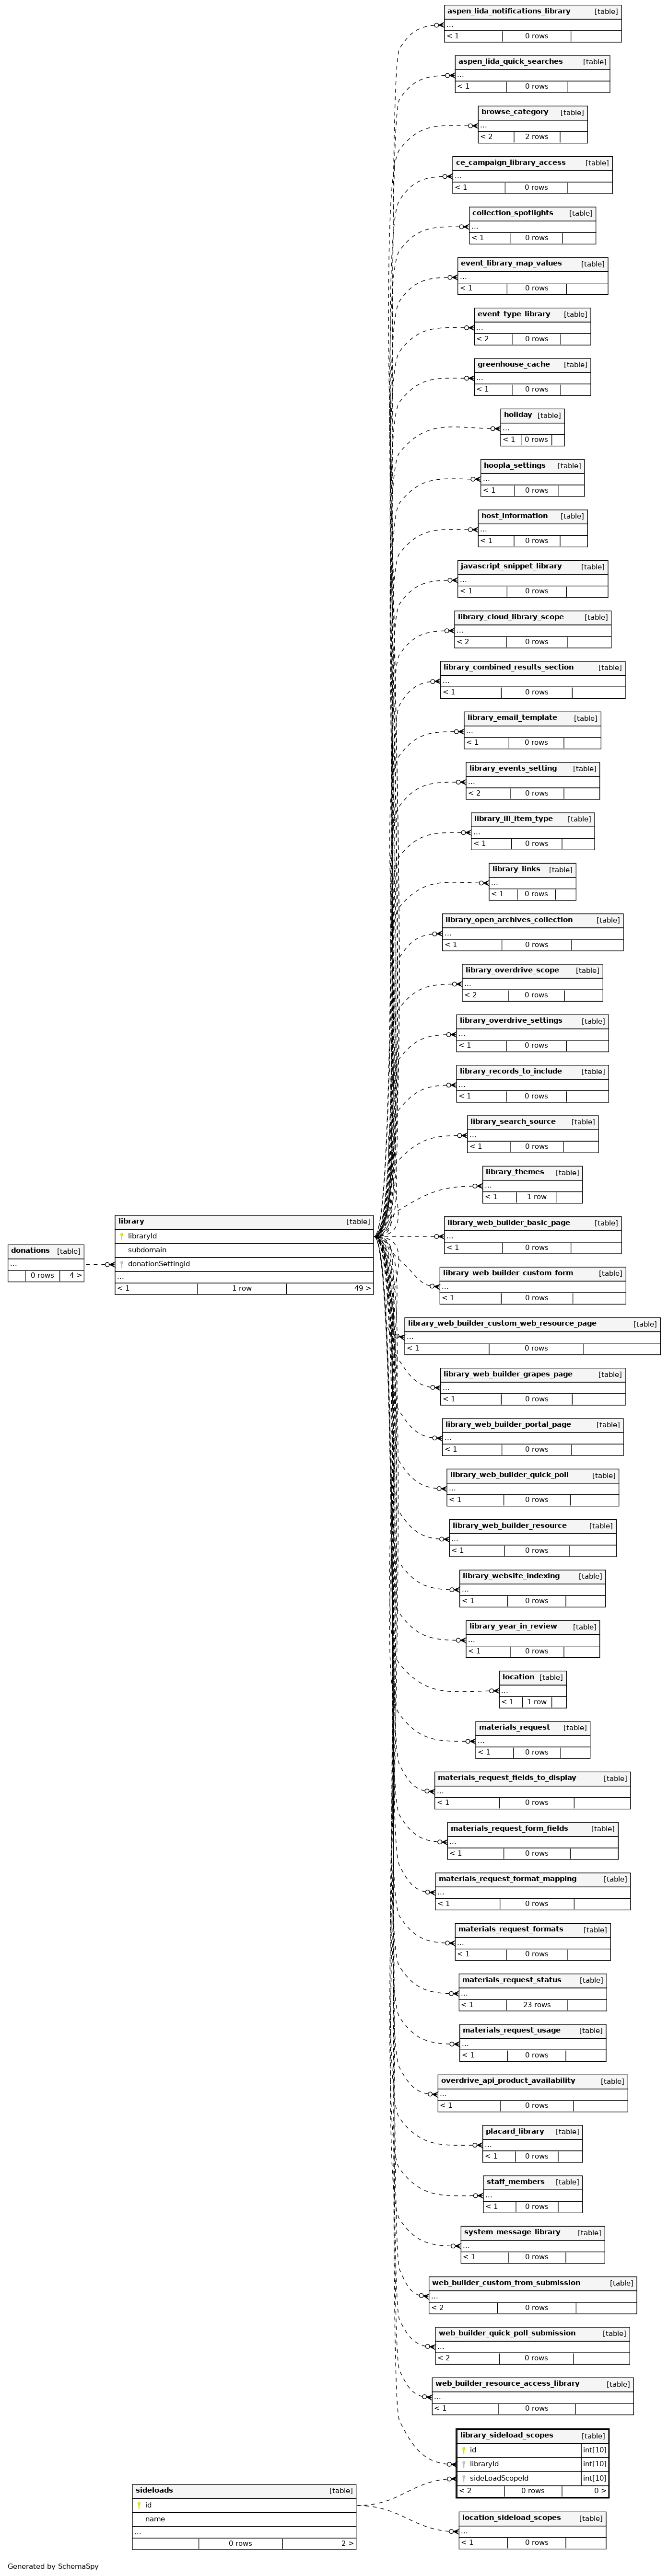 aspen_lida_notifications_library [table]
...
< 1 0 rows
aspen_lida_quick_searches [table]
...
< 1 0 rows
browse_category [table]
...
< 2 2 rows
ce_campaign_library_access [table]
...
< 1 0 rows
collection_spotlights [table]
...
< 1 0 rows
event_library_map_values [table]
...
< 1 0 rows
event_type_library [table]
...
< 2 0 rows
greenhouse_cache [table]
...
< 1 0 rows
holiday [table]
...
< 1 0 rows
hoopla_settings [table]
...
< 1 0 rows
host_information [table]
...
< 1 0 rows
javascript_snippet_library [table]
...
< 1 0 rows
library_cloud_library_scope [table]
...
< 2 0 rows
library_combined_results_section [table]
...
< 1 0 rows
library_email_template [table]
...
< 1 0 rows
library_events_setting [table]
...
< 2 0 rows
library_ill_item_type [table]
...
< 1 0 rows
library_links [table]
...
< 1 0 rows
library_open_archives_collection [table]
...
< 1 0 rows
library_overdrive_scope [table]
...
< 2 0 rows
library_overdrive_settings [table]
...
< 1 0 rows
library_records_to_include [table]
...
< 1 0 rows
library_search_source [table]
...
< 1 0 rows
library_themes [table]
...
< 1 1 row
donations [table]
...
0 rows 4 >
library [table]
libraryId
subdomain
donationSettingId
...
< 1 1 row 49 >
library_web_builder_basic_page [table]
...
< 1 0 rows
library_web_builder_custom_form [table]
...
< 1 0 rows
library_web_builder_custom_web_resource_page [table]
...
< 1 0 rows
library_web_builder_grapes_page [table]
...
< 1 0 rows
library_web_builder_portal_page [table]
...
< 1 0 rows
library_web_builder_quick_poll [table]
...
< 1 0 rows
library_web_builder_resource [table]
...
< 1 0 rows
library_website_indexing [table]
...
< 1 0 rows
library_year_in_review [table]
...
< 1 0 rows
location [table]
...
< 1 1 row
materials_request [table]
...
< 1 0 rows
materials_request_fields_to_display [table]
...
< 1 0 rows
materials_request_form_fields [table]
...
< 1 0 rows
materials_request_format_mapping [table]
...
< 1 0 rows
materials_request_formats [table]
...
< 1 0 rows
materials_request_status [table]
...
< 1 23 rows
materials_request_usage [table]
...
< 1 0 rows
overdrive_api_product_availability [table]
...
< 1 0 rows
placard_library [table]
...
< 1 0 rows
staff_members [table]
...
< 1 0 rows
system_message_library [table]
...
< 1 0 rows
web_builder_custom_from_submission [table]
...
< 2 0 rows
web_builder_quick_poll_submission [table]
...
< 2 0 rows
web_builder_resource_access_library [table]
...
< 1 0 rows
library_sideload_scopes [table]
id int[10]
libraryId int[10]
sideLoadScopeId int[10]
< 2 0 rows 0 >
sideloads [table]
id
name
...
0 rows 2 >
location_sideload_scopes [table]
...
< 1 0 rows
Generated by SchemaSpy